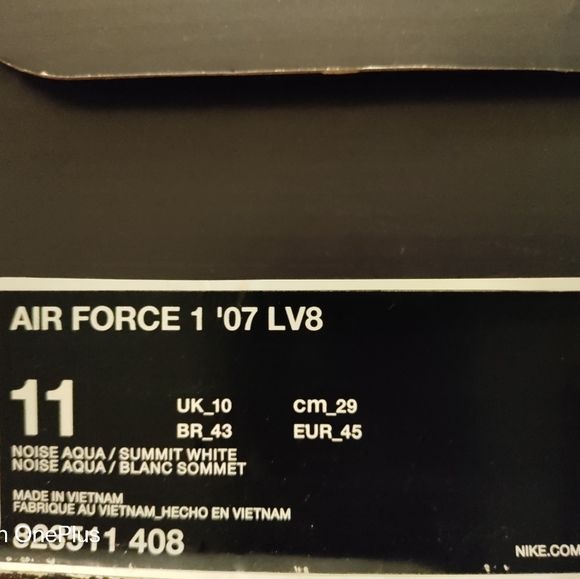 AIR FORCE 1 '07 LV8
11
UK_10 cm_29
BR_43 EUR_45
NOISE AQUA / SUMMIT WHITE
NOISE AQUA / BLANC SOMMET
MADE IN VIETNAM
FABRIQUE AU VIETNAM_HECHO EN VIETNAM
OnePlus
408
NIKE.COM